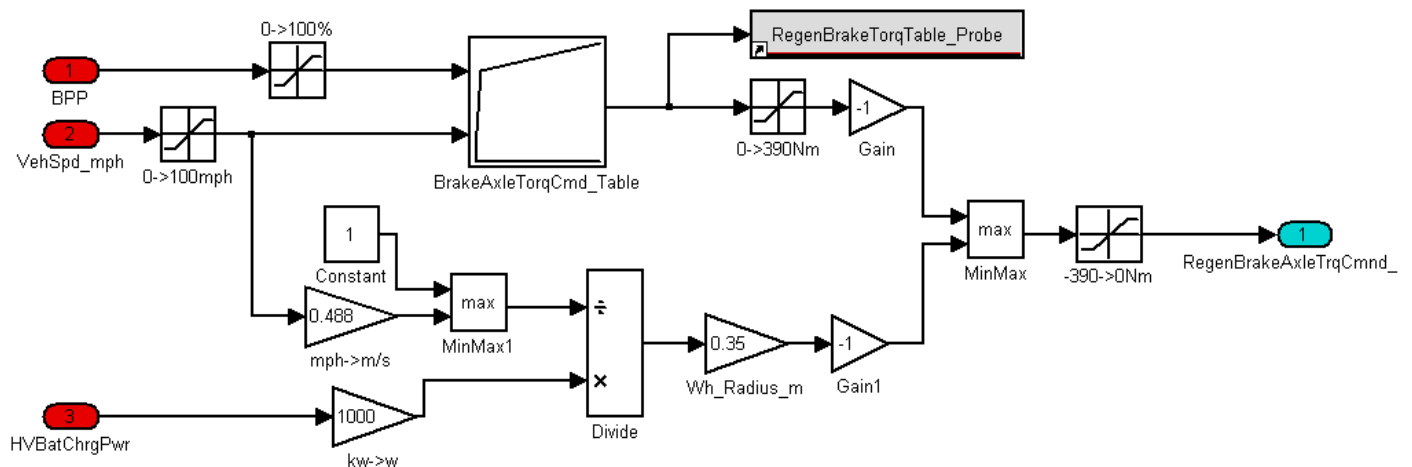 0->100%
RegenBrakeTorqTable_Probe
1
BPP
2
VehSpd_mph
0->100mph
BrakeAxleTorqCmd_Table
0->390Nm
-1
Gain
1
Constant
max
MinMax
-390->0Nm
1
RegenBrakeAxleTrqCmnd_
0.488
mph->m/s
max
MinMax1
÷
×
Divide
0.35
Wh_Radius_m
-1
Gain1
3
HVBatChrgPwr
1000
kw->w